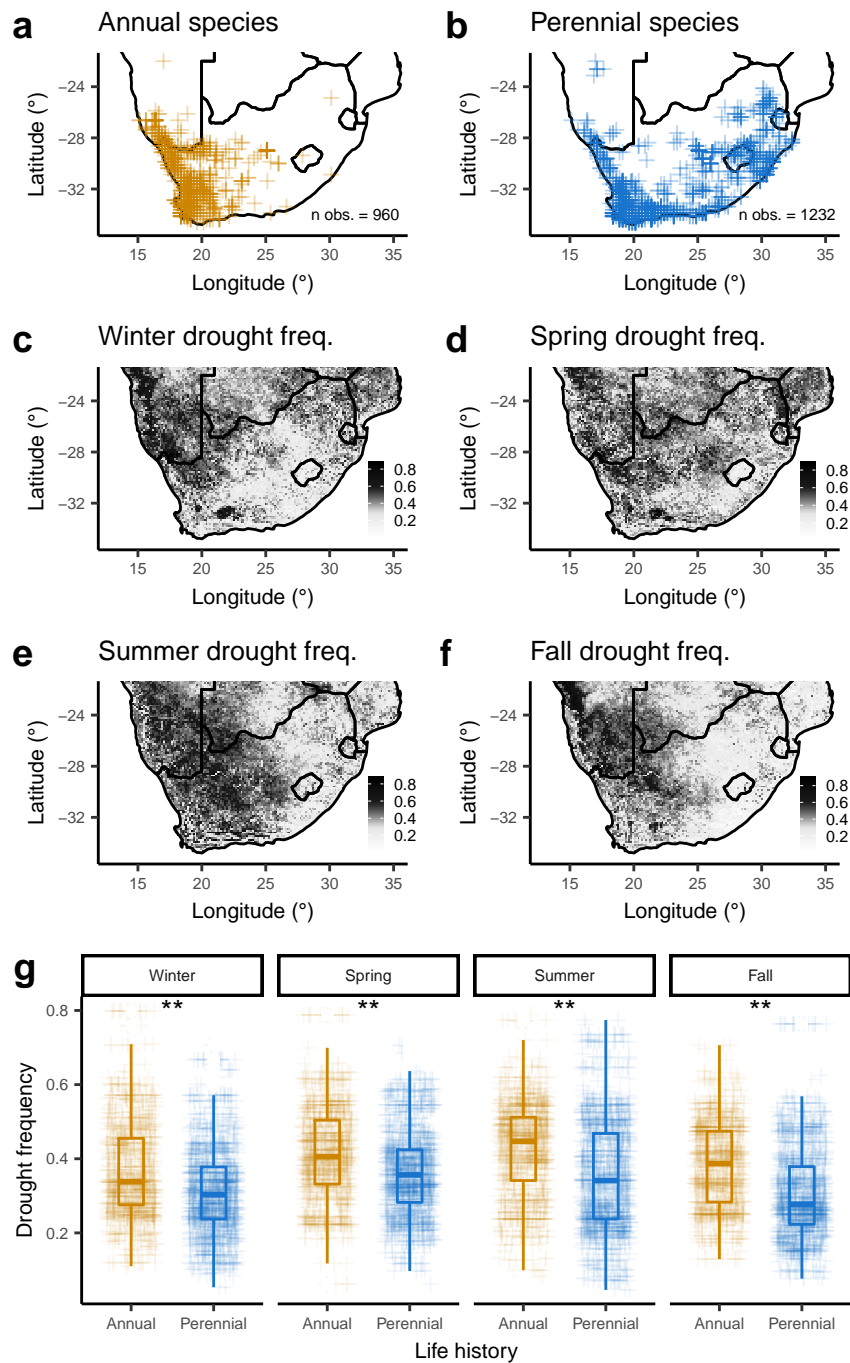 a Annual species
b Perennial species
Latitude (°)
−24
−28
−32
n obs. = 960
15 20 25 30 35
Longitude (°)
Latitude (°)
−24
−28
−32
n obs. = 1232
15 20 25 30 35
Longitude (°)
c Winter drought freq.
d Spring drought freq.
Latitude (°)
−24
−28
−32
0.8
0.6
0.4
0.2
15 20 25 30 35
Longitude (°)
Latitude (°)
−24
−28
−32
0.8
0.6
0.4
0.2
15 20 25 30 35
Longitude (°)
e Summer drought freq.
f Fall drought freq.
Latitude (°)
−24
−28
−32
0.8
0.6
0.4
0.2
15 20 25 30 35
Longitude (°)
Latitude (°)
−24
−28
−32
0.8
0.6
0.4
0.2
15 20 25 30 35
Longitude (°)
g
Winter Spring Summer Fall
** ** ** **
Drought frequency
0.8
0.6
0.4
0.2
Annual Perennial Annual Perennial Annual Perennial Annual Perennial
Life history